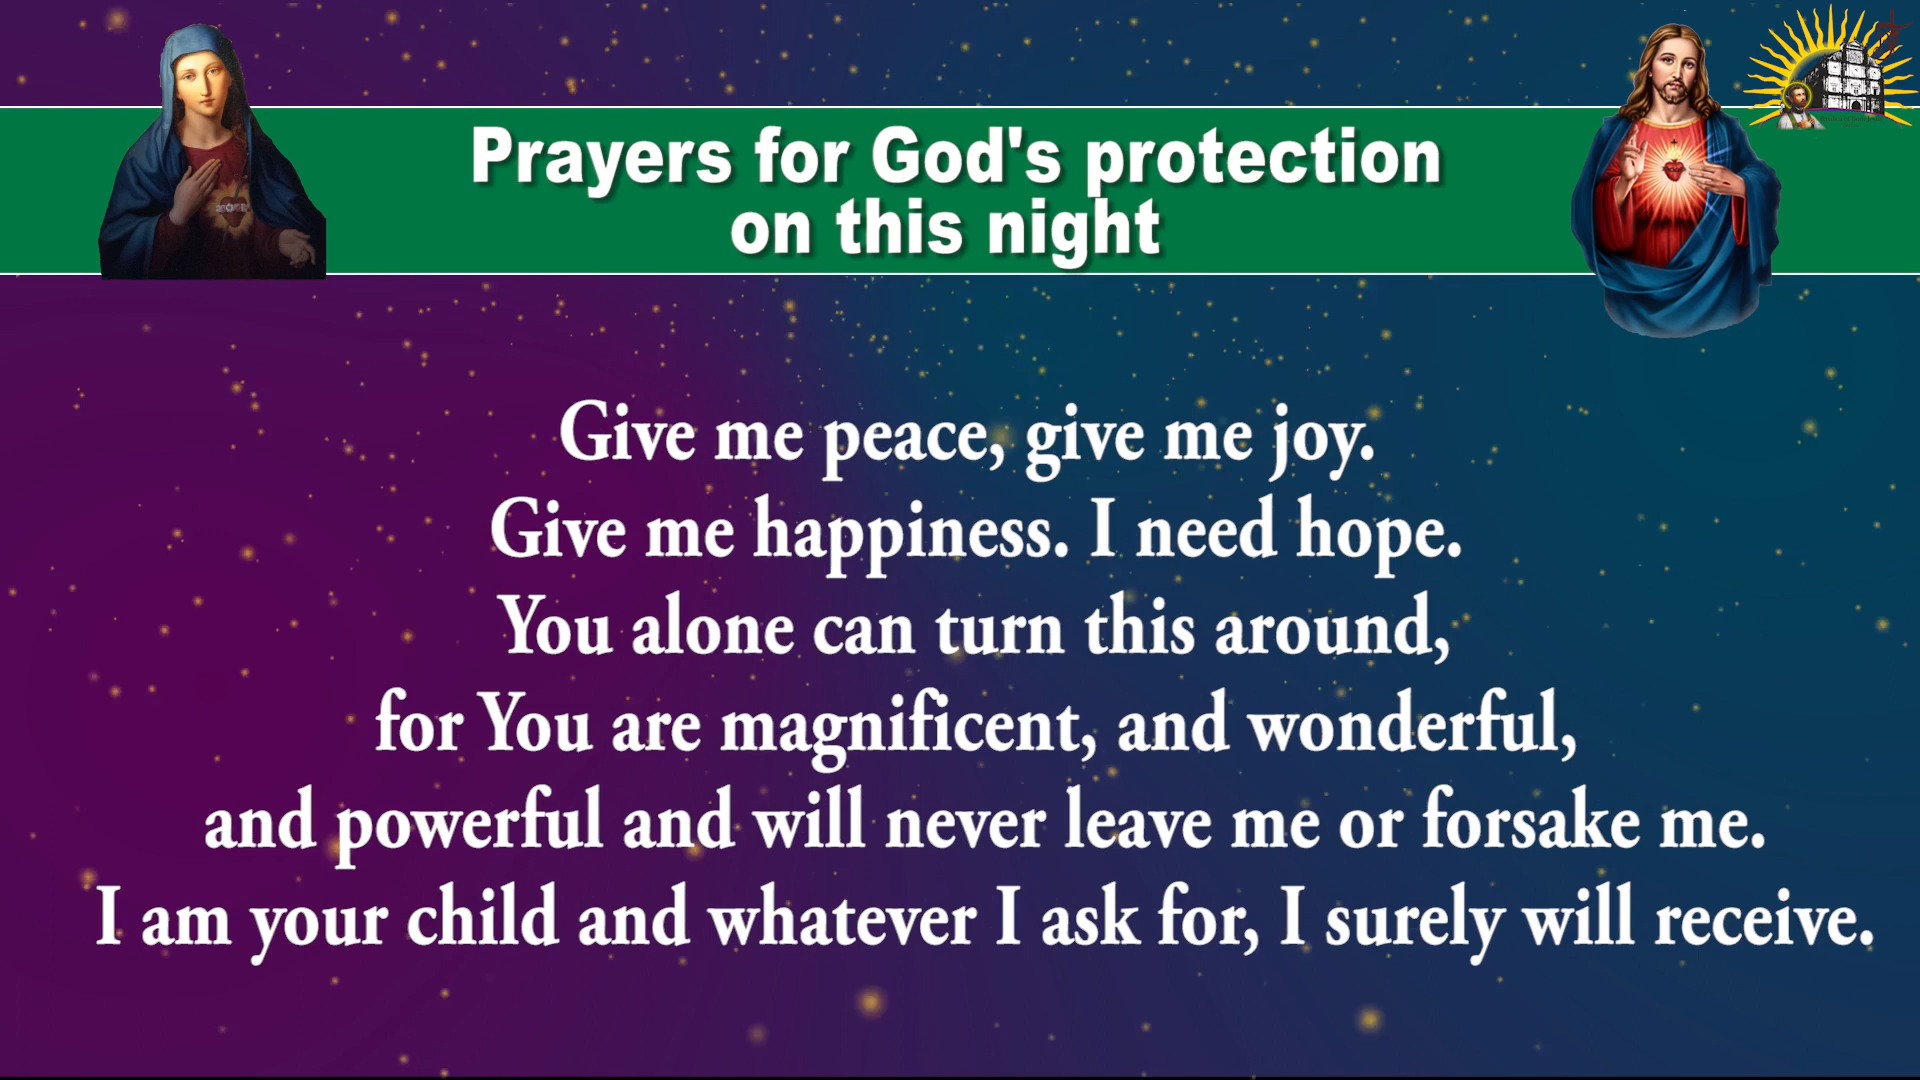 Prayers for God's protection
on this night
Give me peace, give me joy.
Give me happiness. I need hope.
You alone can turn this around,
for You are magnificent, and wonderful,
and powerful and will never leave me or forsake me.
I am your child and whatever I ask for, I surely will receive.